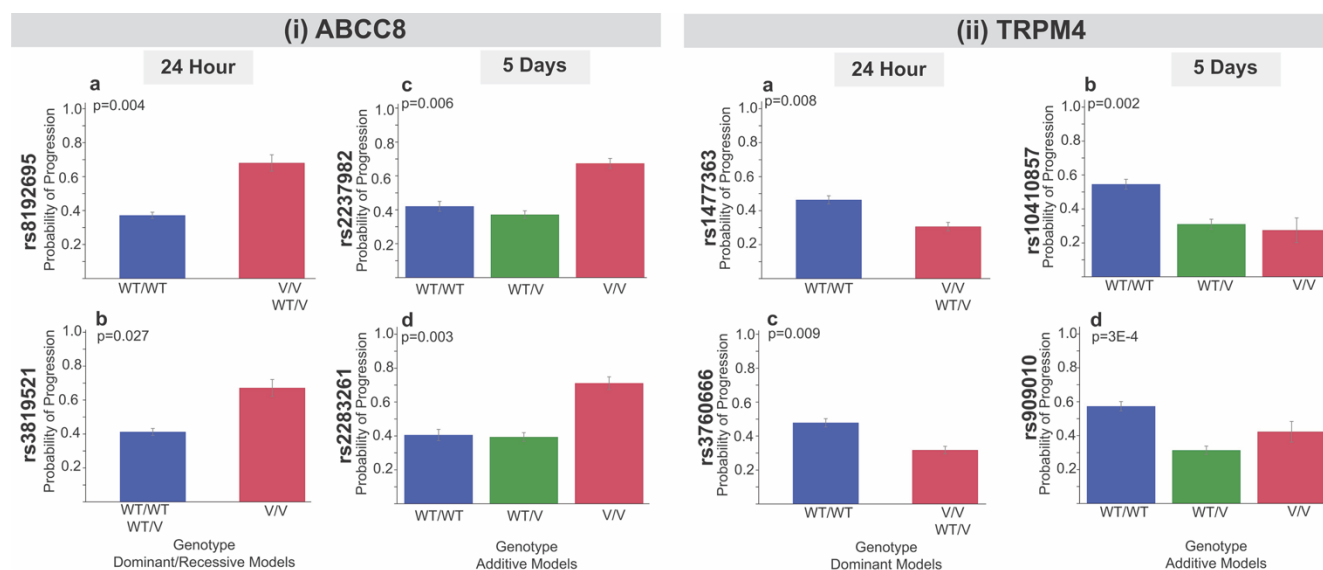 (i) ABCC8
24 Hour
5 Days
a
p=0.004
1.0
0.8
0.6
0.4
0.2
rs8192695
Probability of Progression
WT/WT
V/V
WT/V
c
p=0.006
1.0
0.8
0.6
0.4
0.2
rs2237982
Probability of Progression
WT/WT
WT/V
V/V
b
p=0.027
1.0
0.8
0.6
0.4
0.2
rs3819521
Probability of Progression
WT/WT
WT/V
V/V
Genotype
Dominant/Recessive Models
d
p=0.003
1.0
0.8
0.6
0.4
0.2
rs2283261
Probability of Progression
WT/WT
WT/V
V/V
Genotype
Additive Models
(ii) TRPM4
24 Hour
5 Days
a
p=0.008
1.0
0.8
0.6
0.4
0.2
rs1477363
Probability of Progression
WT/WT
V/V
WT/V
b
p=0.002
1.0
0.8
0.6
0.4
0.2
rs10410857
Probability of Progression
WT/WT
WT/V
V/V
c
p=0.009
1.0
0.8
0.6
0.4
0.2
rs3760666
Probability of Progression
WT/WT
V/V
WT/V
Genotype
Dominant Models
d
p=3E-4
1.0
0.8
0.6
0.4
0.2
rs909010
Probability of Progression
WT/WT
WT/V
V/V
Genotype
Additive Models